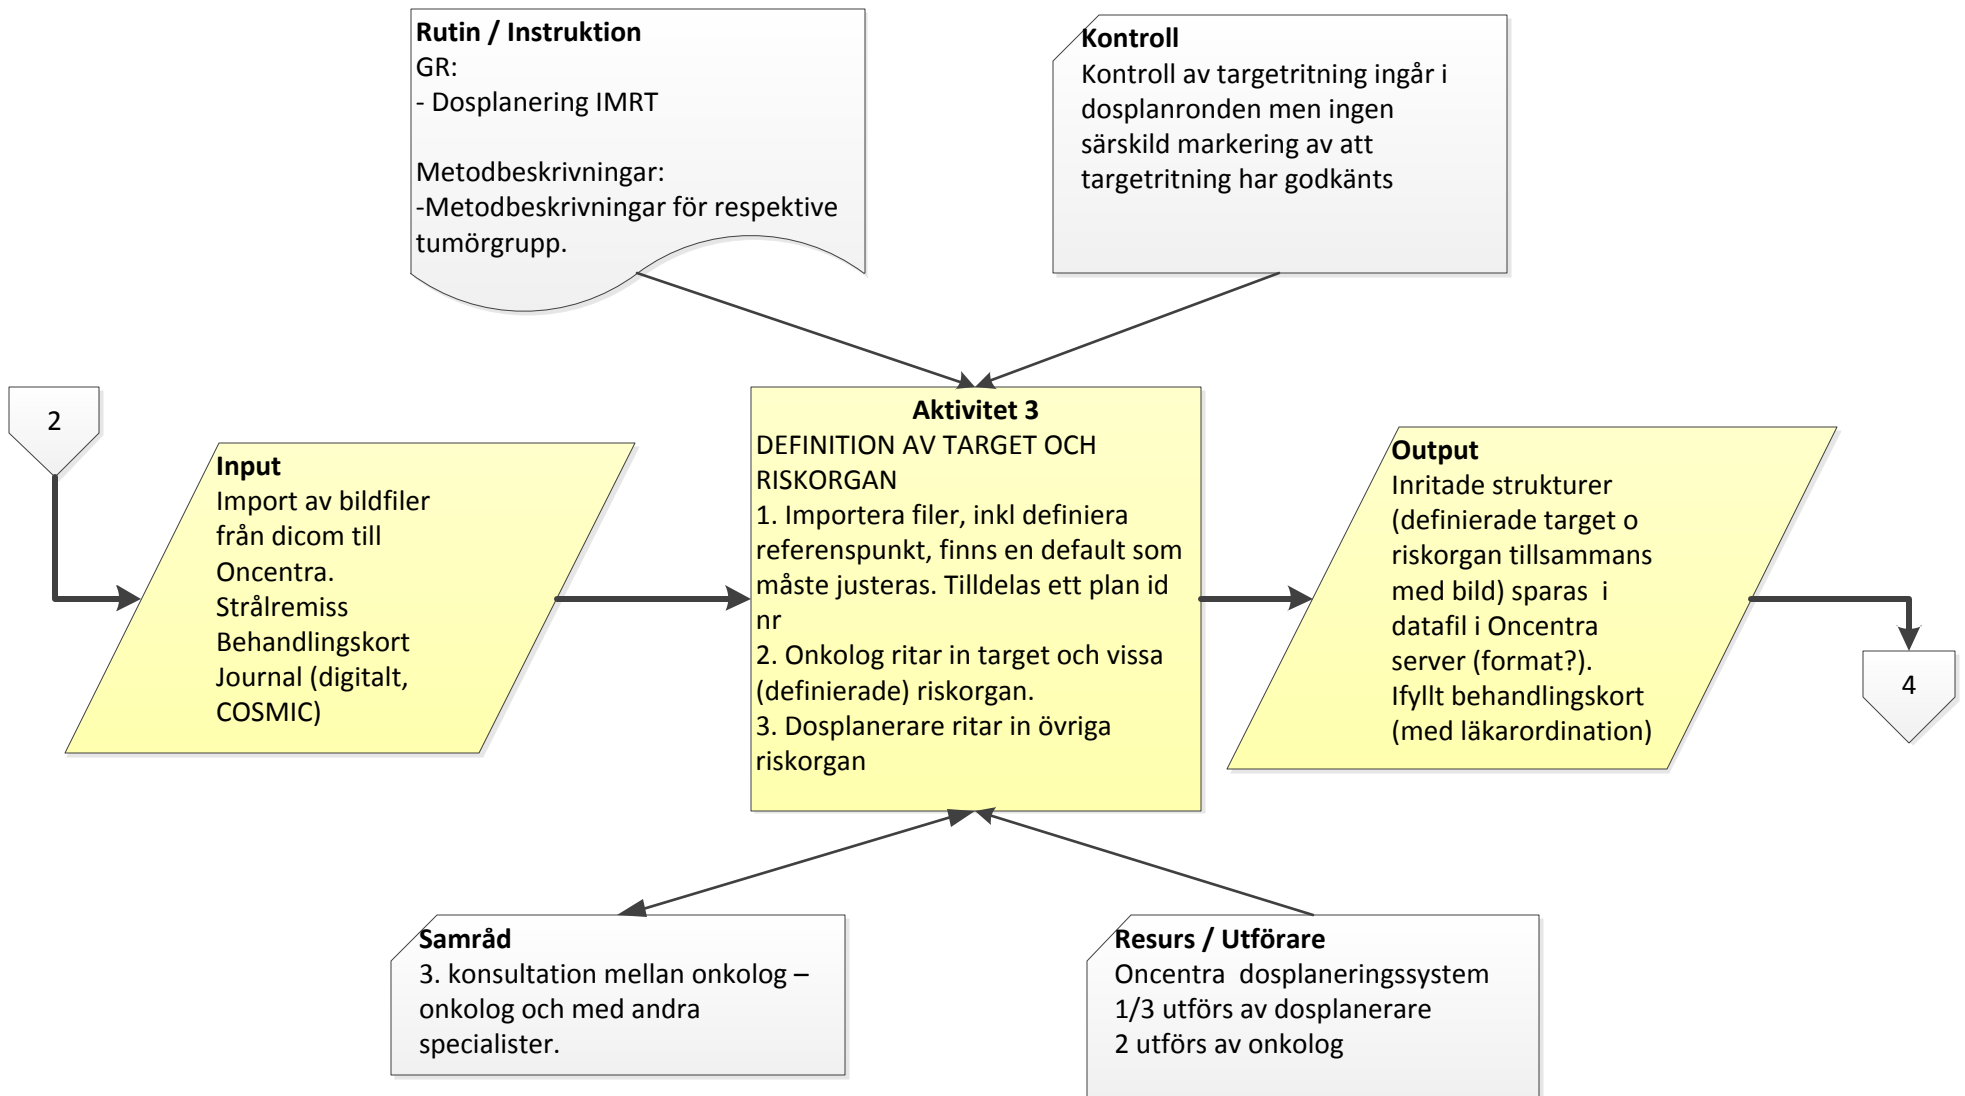 Rutin / Instruktion
GR:
- Dosplanering IMRT
Metodbeskrivningar:
-Metodbeskrivningar för respektive
tumörgrupp.
Kontroll
Kontroll av targetritning ingår i
dosplanronden men ingen
särskild markering av att
targetritning har godkänts
2
Input
Import av bildfiler
från dicom till
Oncentra.
Strålremiss
Behandlingskort
Journal (digitalt,
COSMIC)
Aktivitet 3
DEFINITION AV TARGET OCH
RISKORGAN
1. Importera filer, inkl definiera
referenspunkt, finns en default som
måste justeras. Tilldelas ett plan id
nr
2. Onkolog ritar in target och vissa
(definierade) riskorgan.
3. Dosplanerare ritar in övriga
riskorgan
Output
Inritade strukturer
(definierade target o
riskorgan tillsammans
med bild) sparas  i
datafil i Oncentra
server (format?).
Ifyllt behandlingskort
(med läkarordination)
4
Samråd
3. konsultation mellan onkolog –
onkolog och med andra
specialister.
Resurs / Utförare
Oncentra  dosplaneringssystem
1/3 utförs av dosplanerare
2 utförs av onkolog